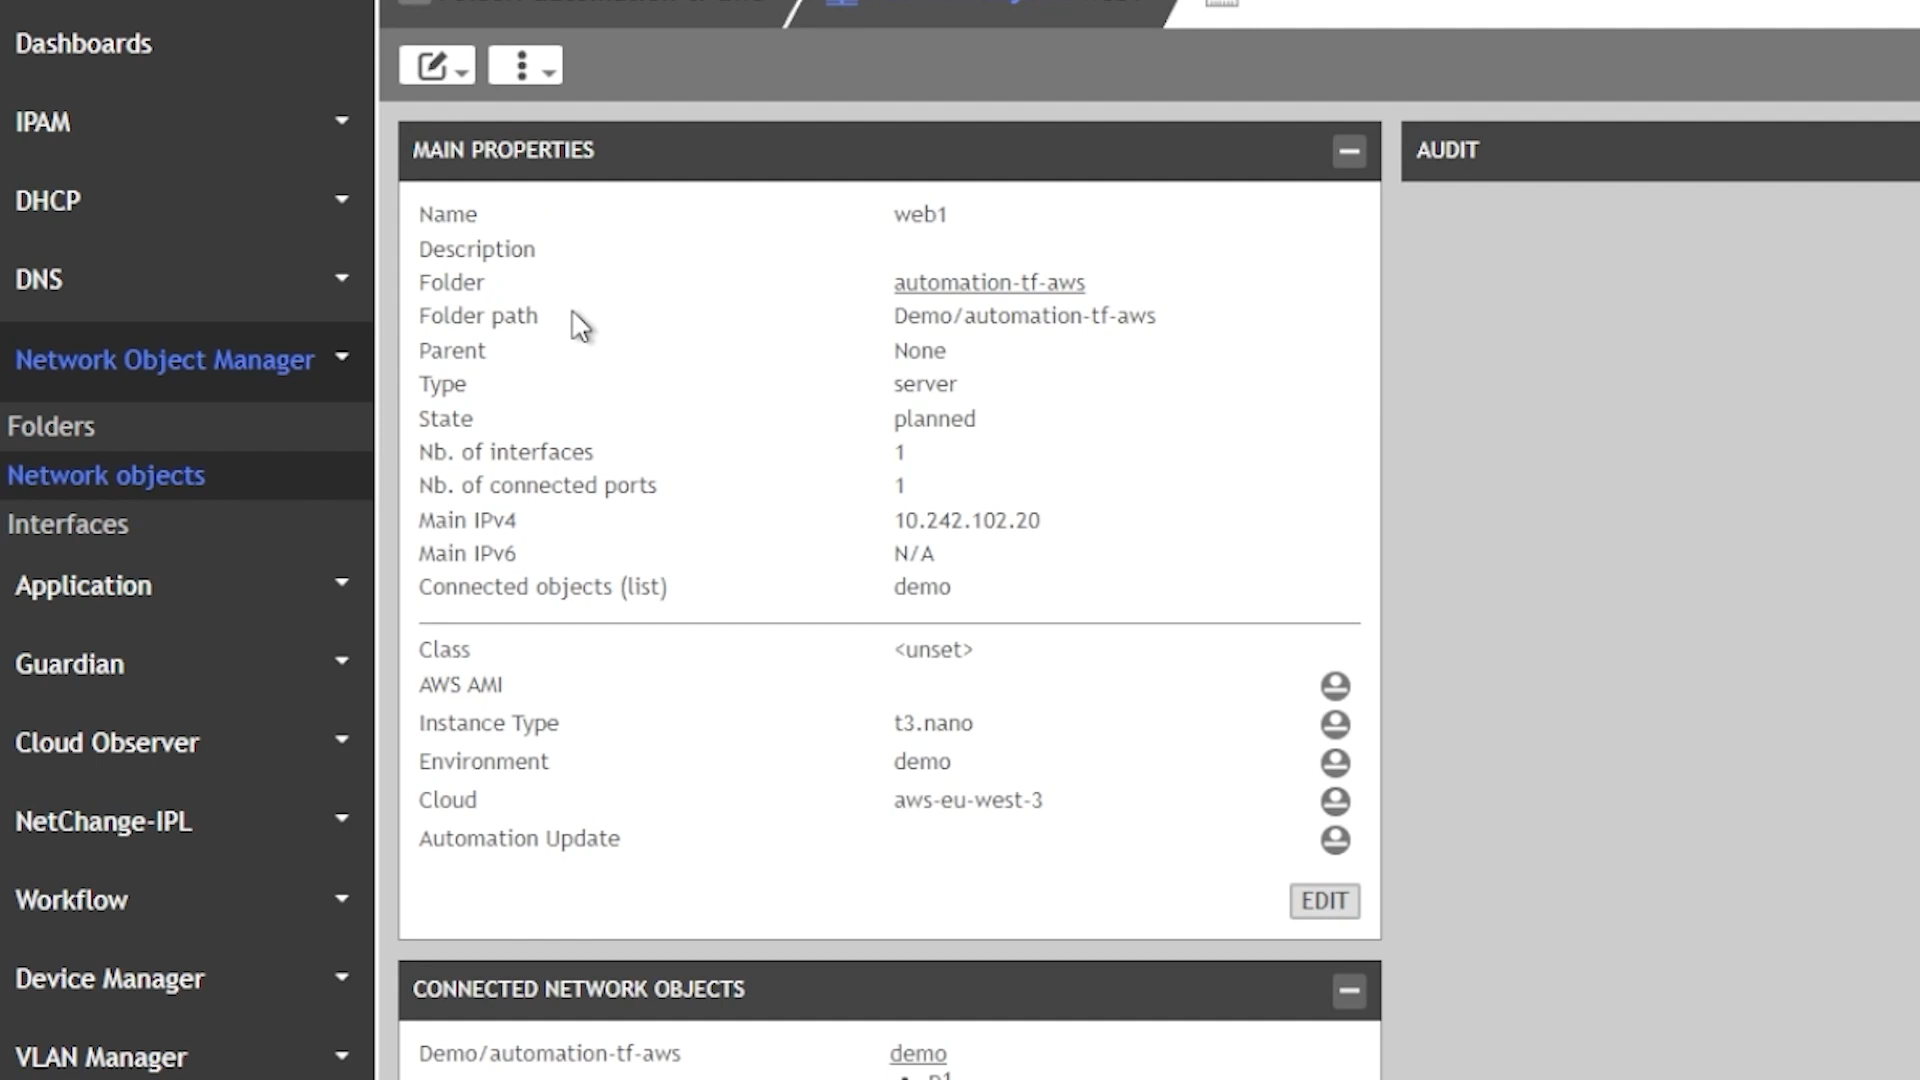 Dashboards
IPAM
DHCP
DNS
Network Object Manager
Folders
Network objects
Interfaces
Application
Guardian
Cloud Observer
NetChange-IPL
Workflow
Device Manager
VLAN Manager
MAIN PROPERTIES
Name web1
Description
Folder automation-tf-aws
Folder path Demo/automation-tf-aws
Parent None
Type server
State planned
Nb. of interfaces 1
Nb. of connected ports 1
Main IPv4 10.242.102.20
Main IPv6 N/A
Connected objects (list) demo
Class <unset>
AWS AMI
Instance Type t3.nano
Environment demo
Cloud aws-eu-west-3
Automation Update
EDIT
CONNECTED NETWORK OBJECTS
Demo/automation-tf-aws demo
AUDIT